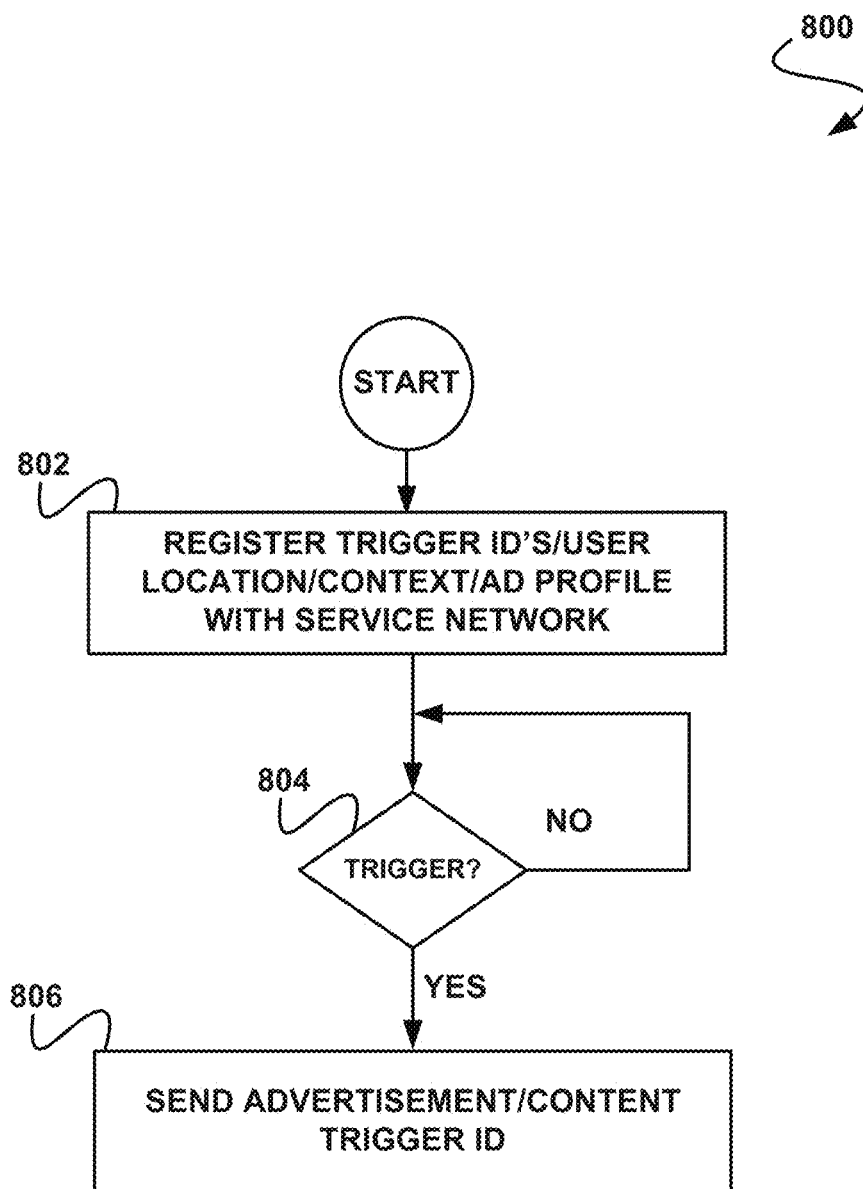 800
START
802
REGISTER TRIGGER ID'S/USER
LOCATION/CONTEXT/AD PROFILE
WITH SERVICE NETWORK
804
TRIGGER?
NO
YES
806
SEND ADVERTISEMENT/CONTENT
TRIGGER ID